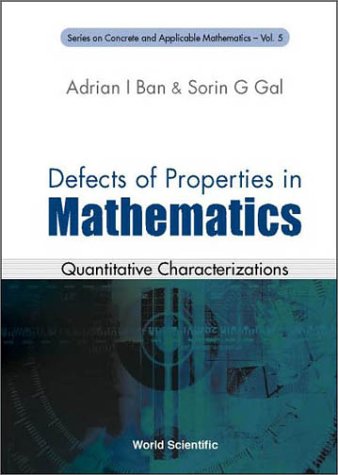 Series on Concrete and Applicable Mathematics – Vol. 5
Adrian I Ban & Sorin G Gal
Defects of Properties in
Mathematics
Quantitative Characterizations
World Scientific